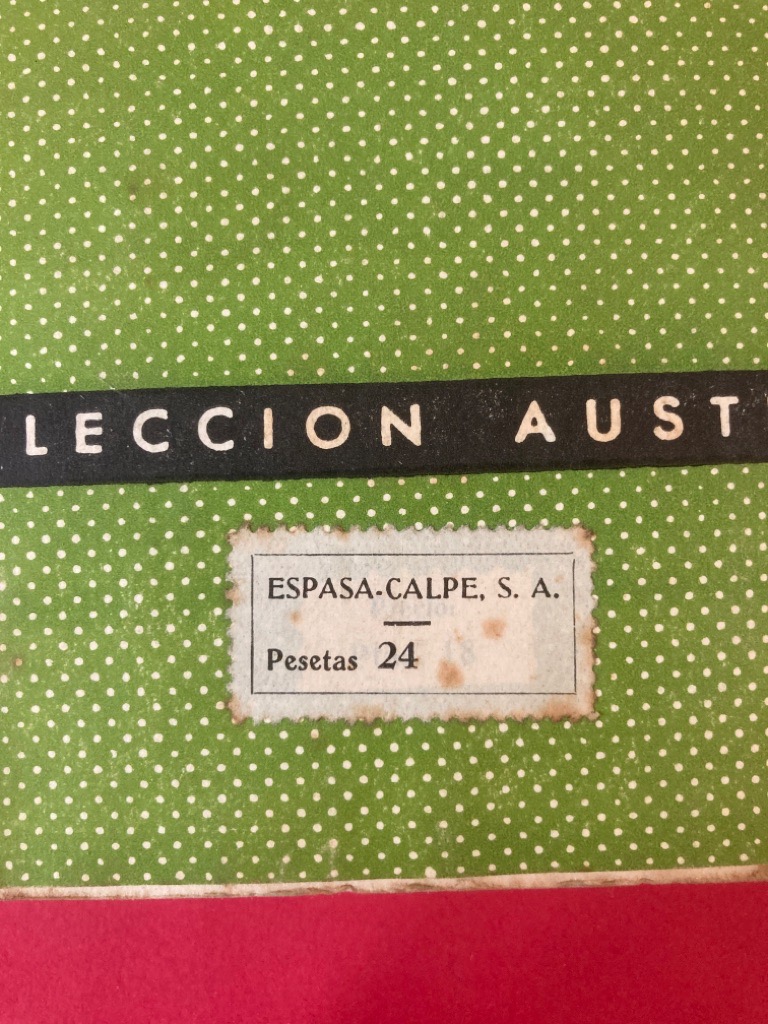 LECCION AUST
ESPASA-CALPE, S. A.
Pesetas 24